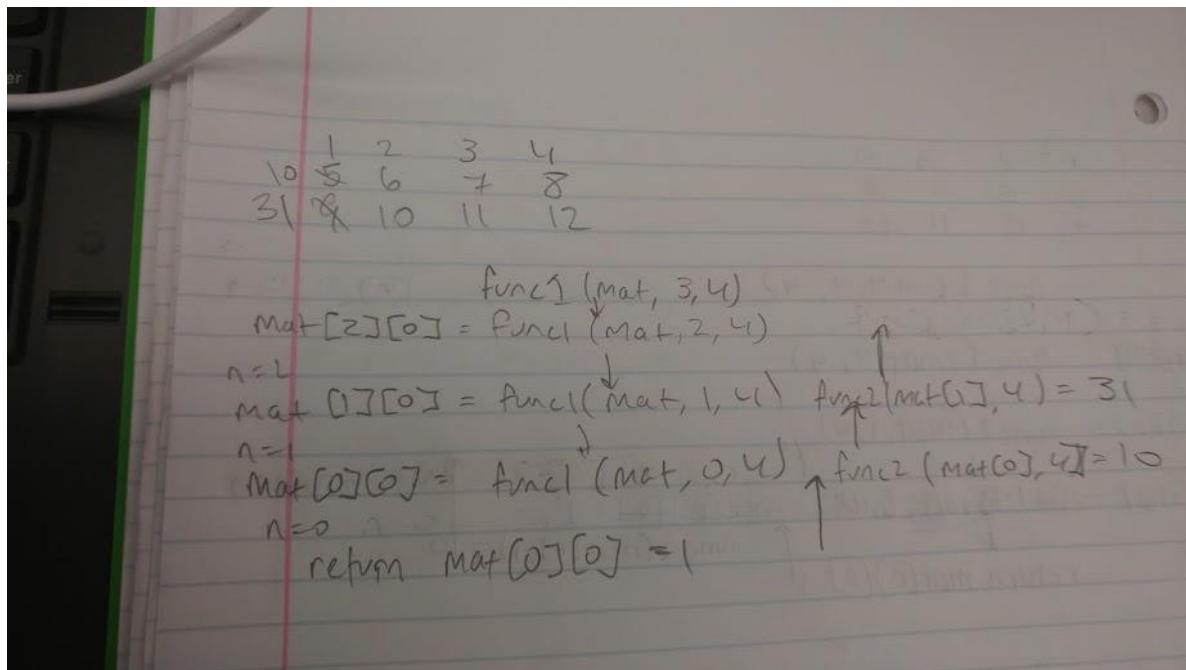 1 2 3 4
10 5 6 7 8
31 9 10 11 12
func1 (mat, 3, 4)
mat[2][0] = func1 (mat, 2, 4)
n=2
mat [1][0] = func1(mat, 1, 4) func2(mat[1], 4) = 31
n=1
mat[0][0] = func1 (mat, 0, 4) func2 (mat[0], 4) = 10
n=0
return mat[0][0] = 1